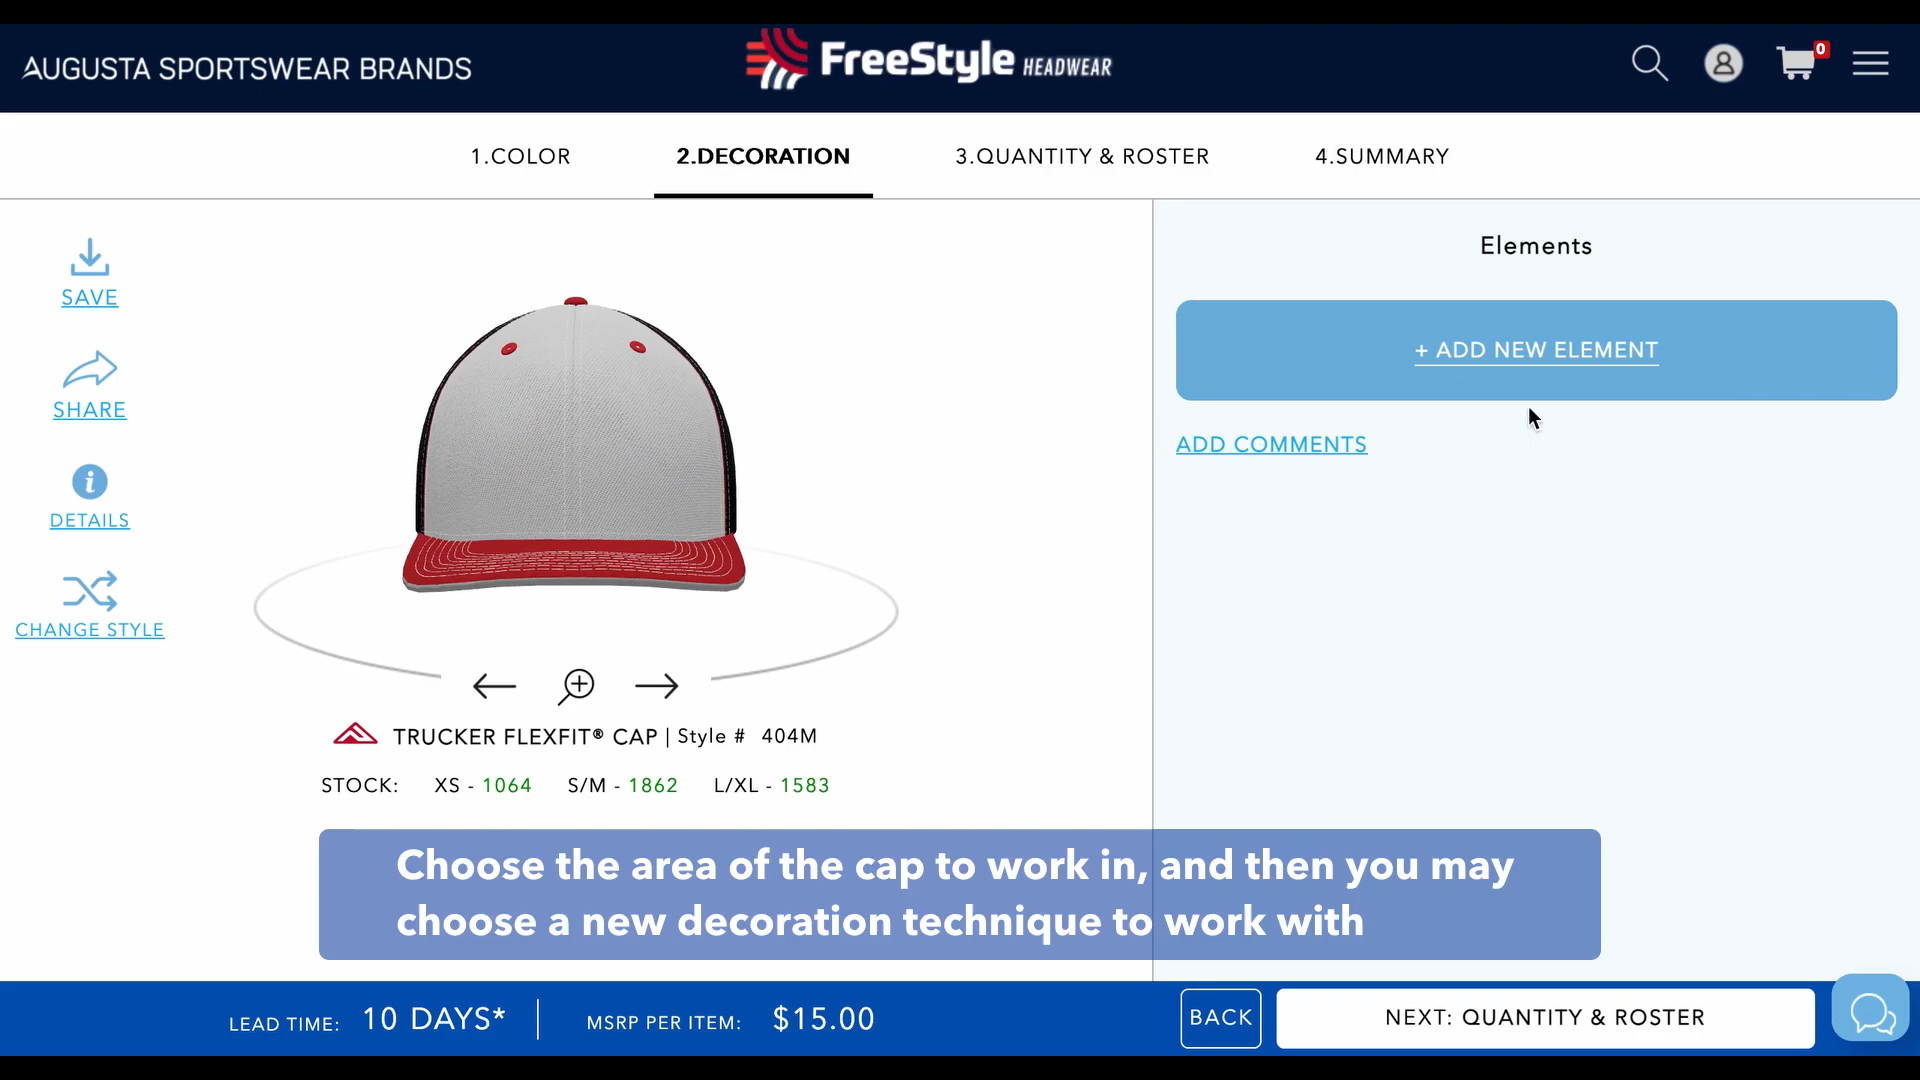 AUGUSTA SPORTSWEAR BRANDS
FreeStyle HEADWEAR
0
1.COLOR
2.DECORATION
3.QUANTITY & ROSTER
4.SUMMARY
SAVE
SHARE
DETAILS
CHANGE STYLE
Elements
+ ADD NEW ELEMENT
ADD COMMENTS
TRUCKER FLEXFIT® CAP | Style # 404M
STOCK: XS - 1064 S/M - 1862 L/XL - 1583
Choose the area of the cap to work in, and then you may
choose a new decoration technique to work with
LEAD TIME: 10 DAYS*
MSRP PER ITEM: $15.00
BACK
NEXT: QUANTITY & ROSTER